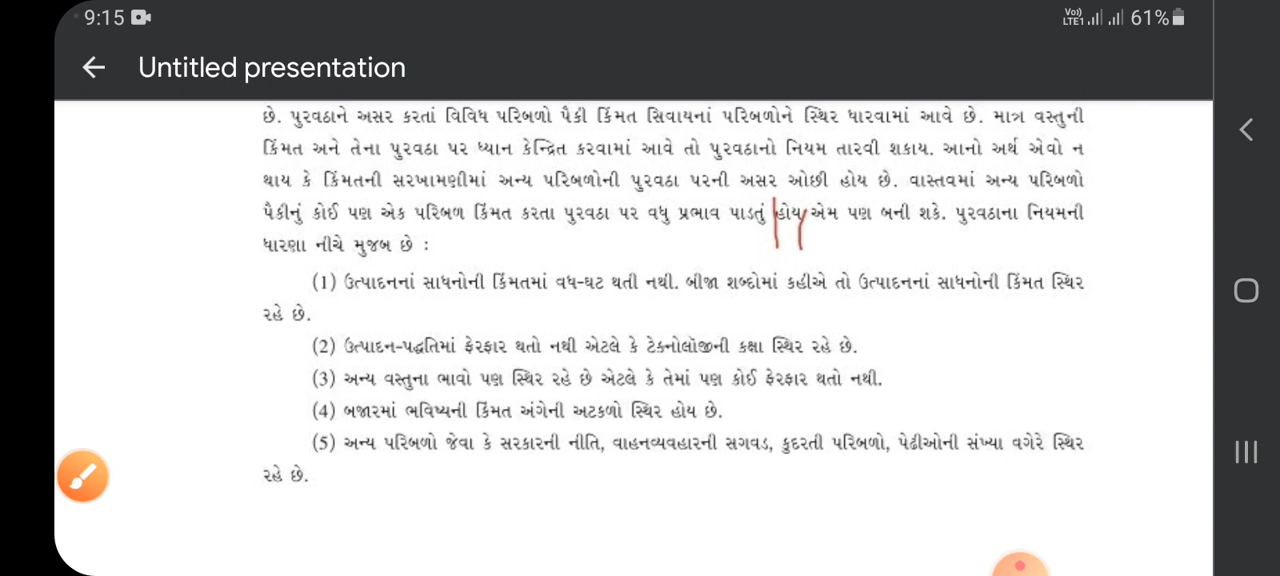 9:15
Vo) LTE1 61%
Untitled presentation
છે. પુરવઠાને અસર કરતાં વિવિધ પરિબળો પૈકી કિંમત સિવાયનાં પરિબળોને સ્થિર ધારવામાં આવે છે. માત્ર વસ્તુની
કિંમત અને તેના પુરવઠા પર ધ્યાન કેન્દ્રિત કરવામાં આવે તો પુરવઠાનો નિયમ તારવી શકાય. આનો અર્થ એવો ન
થાય કે કિંમતની સરખામણીમાં અન્ય પરિબળોની પુરવઠા પરની અસર ઓછી હોય છે. વાસ્તવમાં અન્ય પરિબળો
પૈકીનું કોઈ પણ એક પરિબળ કિંમત કરતા પુરવઠા પર વધુ પ્રભાવ પાડતું હોય એમ પણ બની શકે. પુરવઠાના નિયમની
ધારણા નીચે મુજબ છે :
(1) ઉત્પાદનનાં સાધનોની કિંમતમાં વધ-ઘટ થતી નથી. બીજા શબ્દોમાં કહીએ તો ઉત્પાદનનાં સાધનોની કિંમત સ્થિર
રહે છે.
(2) ઉત્પાદન-પદ્ધતિમાં ફેરફાર થતો નથી એટલે કે ટેક્નોલૉજીની કક્ષા સ્થિર રહે છે.
(3) અન્ય વસ્તુના ભાવો પણ સ્થિર રહે છે એટલે કે તેમાં પણ કોઈ ફેરફાર થતો નથી.
(4) બજારમાં ભવિષ્યની કિંમત અંગેની અટકળો સ્થિર હોય છે.
(5) અન્ય પરિબળો જેવા કે સરકારની નીતિ, વાહનવ્યવહારની સગવડ, કુદરતી પરિબળો, પેઢીઓની સંખ્યા વગેરે સ્થિર
રહે છે.